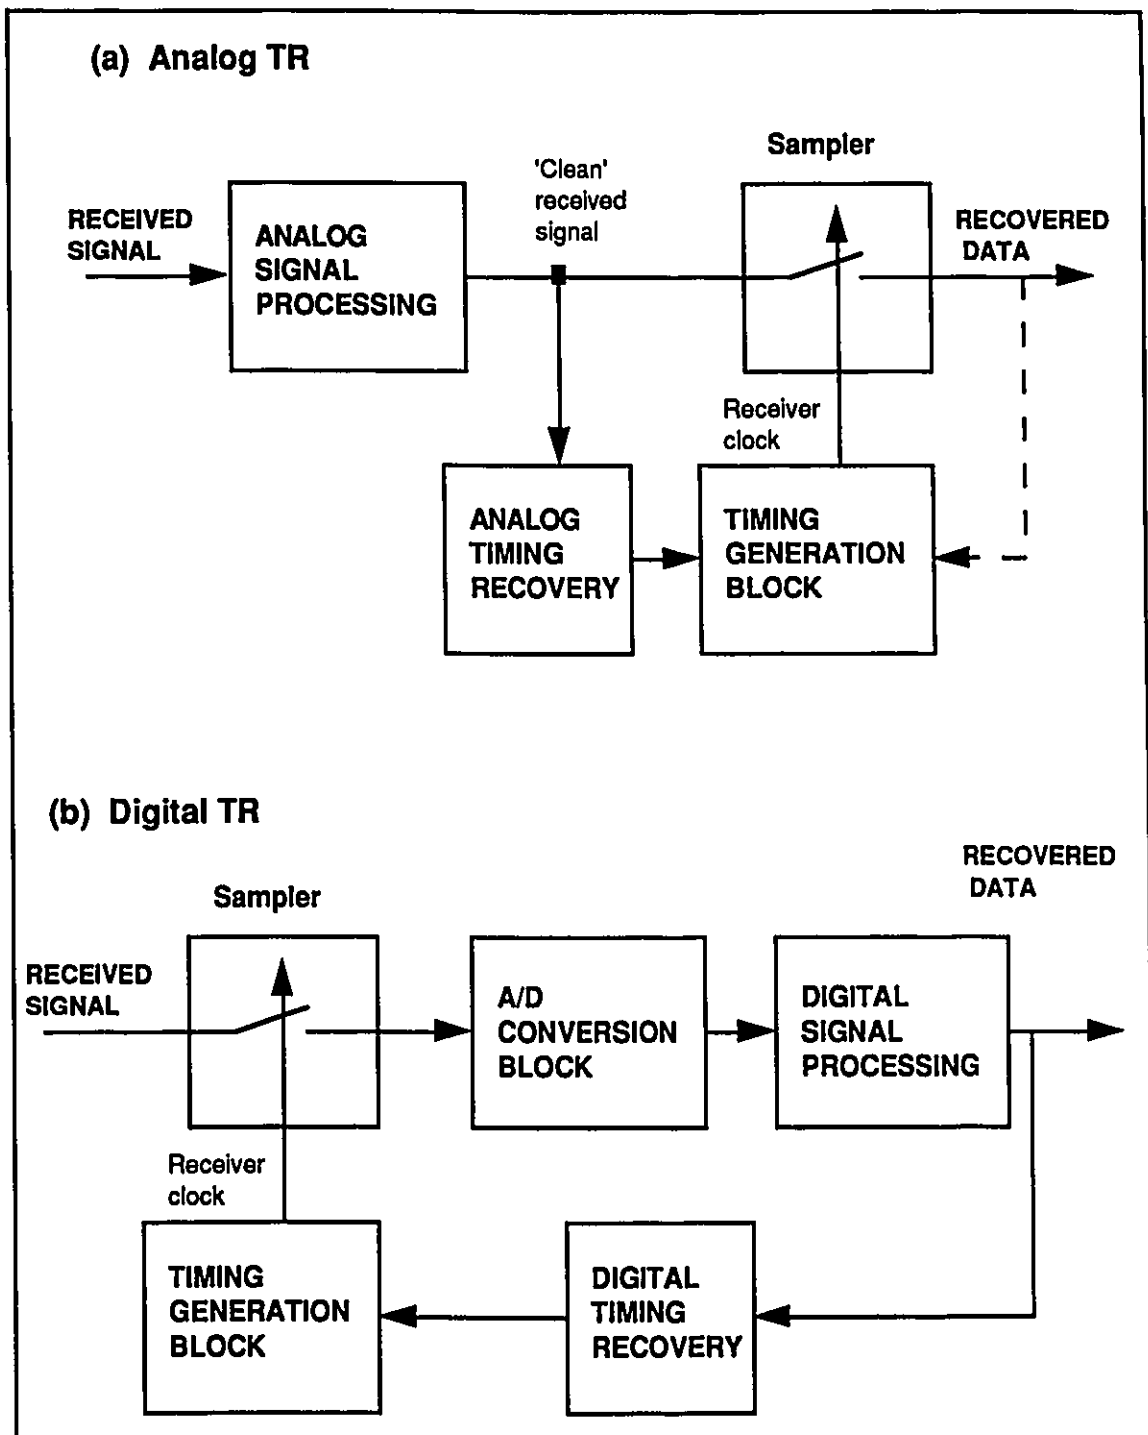 (a) Analog TR
Sampler
'Clean'
received
signal
RECEIVED
SIGNAL
ANALOG
SIGNAL
PROCESSING
RECOVERED
DATA
Receiver
clock
ANALOG
TIMING
RECOVERY
TIMING
GENERATION
BLOCK
(b) Digital TR
RECOVERED
DATA
Sampler
RECEIVED
SIGNAL
A/D
CONVERSION
BLOCK
DIGITAL
SIGNAL
PROCESSING
Receiver
clock
TIMING
GENERATION
BLOCK
DIGITAL
TIMING
RECOVERY